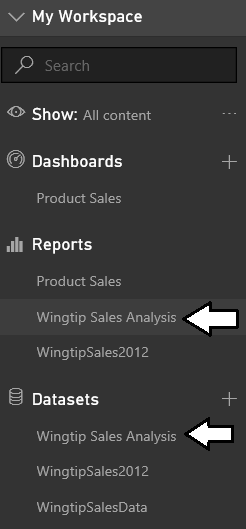 My Workspace
Search
Show: All content
Dashboards
Product Sales
Reports
Product Sales
Wingtip Sales Analysis
WingtipSales2012
Datasets
Wingtip Sales Analysis
WingtipSales2012
WingtipSalesData